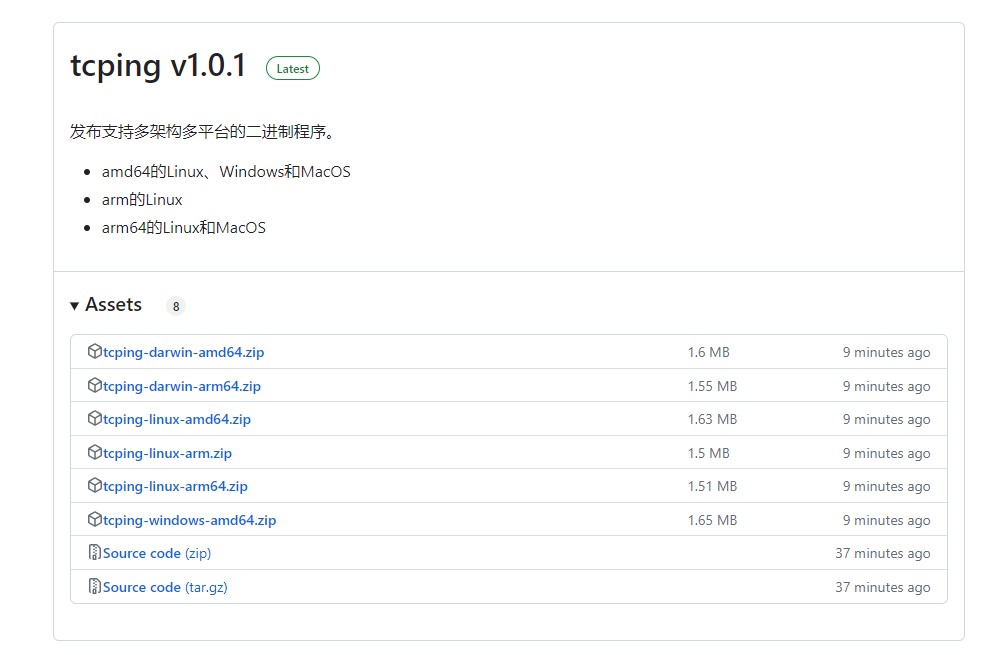 tcping v1.0.1 Latest
发布支持多架构多平台的二进制程序。
amd64的Linux、Windows和MacOS
arm的Linux
arm64的Linux和MacOS
Assets 8
tcping-darwin-amd64.zip 1.6 MB 9 minutes ago
tcping-darwin-arm64.zip 1.55 MB 9 minutes ago
tcping-linux-amd64.zip 1.63 MB 9 minutes ago
tcping-linux-arm.zip 1.5 MB 9 minutes ago
tcping-linux-arm64.zip 1.51 MB 9 minutes ago
tcping-windows-amd64.zip 1.65 MB 9 minutes ago
Source code (zip) 37 minutes ago
Source code (tar.gz) 37 minutes ago